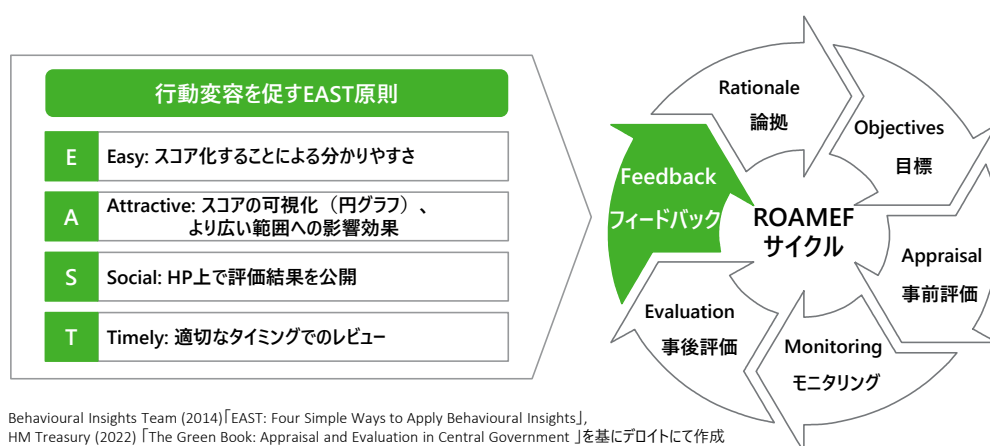 行動変容を促すEAST原則
E
Easy: スコア化することによる分かりやすさ
A
Attractive: スコアの可視化（円グラフ）、
より広い範囲への影響効果
S
Social: HP上で評価結果を公開
T
Timely: 適切なタイミングでのレビュー
Rationale
論拠
Objectives
目標
Appraisal
事前評価
Monitoring
モニタリング
Evaluation
事後評価
Feedback
フィードバック
ROAMEF
サイクル
Behavioural Insights Team (2014)「EAST: Four Simple Ways to Apply Behavioural Insights」,
HM Treasury (2022) 「The Green Book: Appraisal and Evaluation in Central Government 」を基にデロイトにて作成